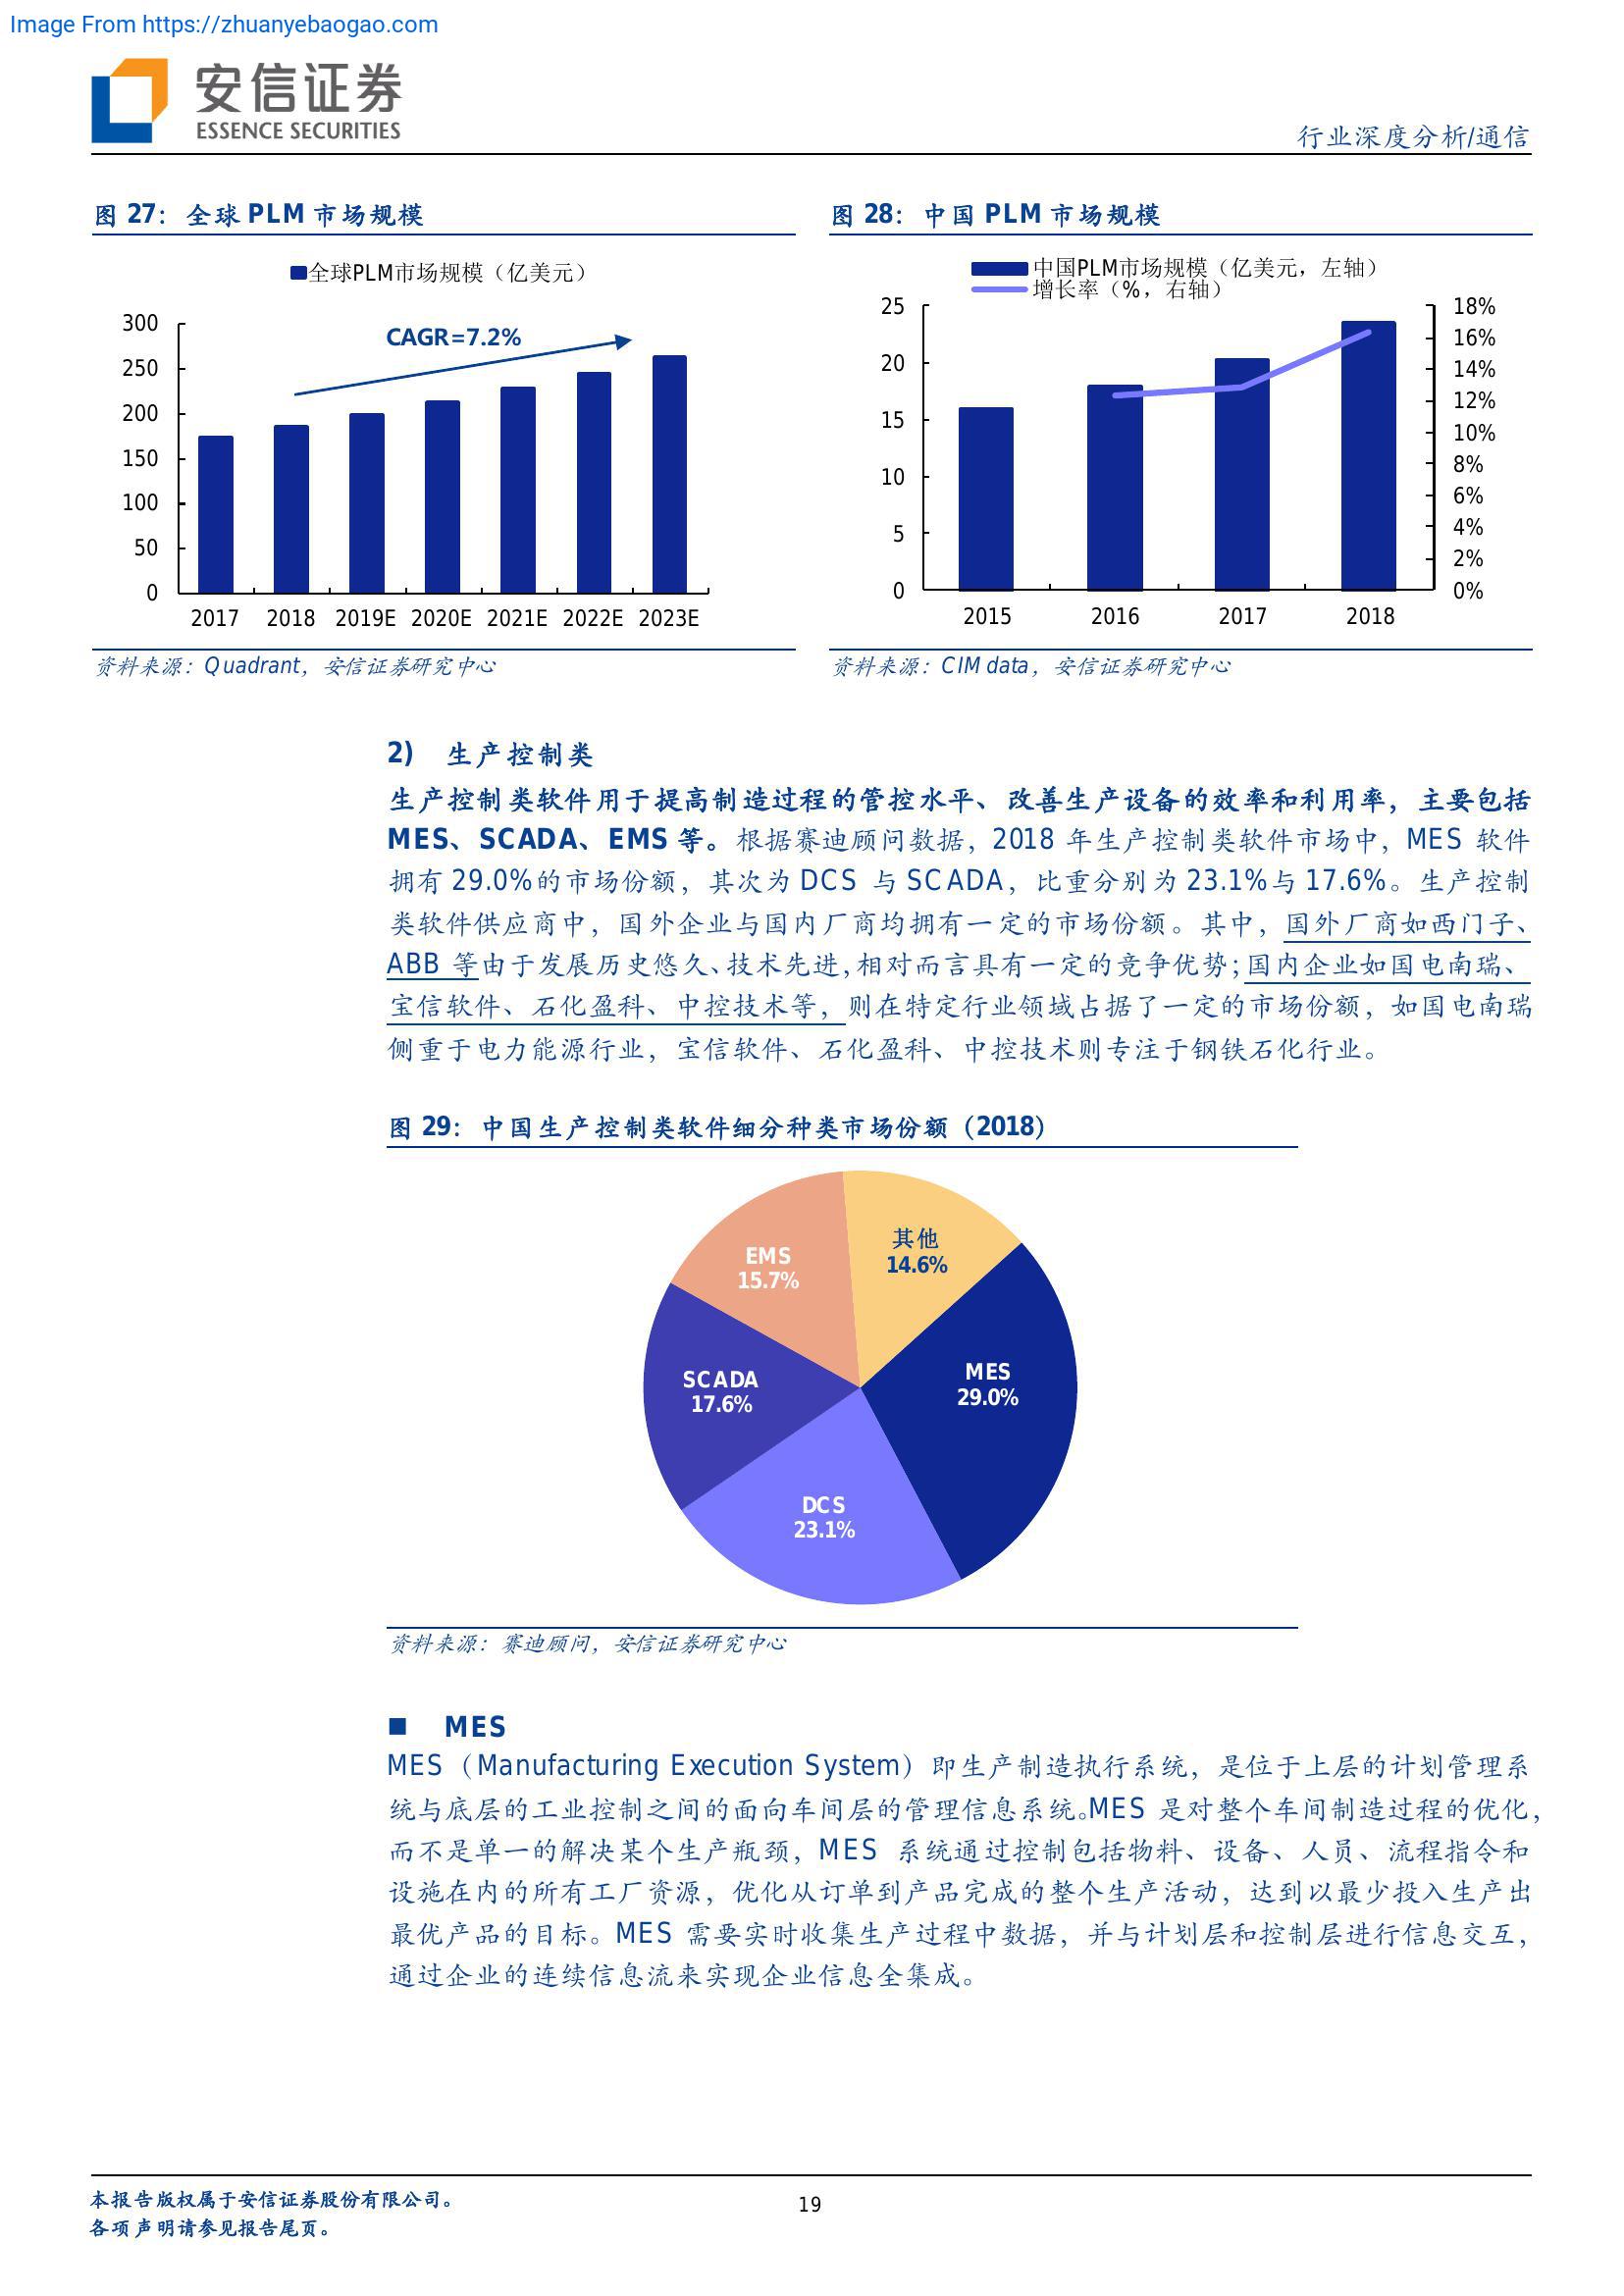 Image From https://zhuanyebaogao.com
安信证券
ESSENCE SECURITIES
行业深度分析/通信
图 27：全球 PLM 市场规模
全球PLM市场规模（亿美元）
CAGR=7.2%
300
250
200
150
100
50
0
2017 2018 2019E 2020E 2021E 2022E 2023E
资料来源：Quadrant，安信证券研究中心
图 28：中国 PLM 市场规模
中国PLM市场规模（亿美元，左轴）
增长率（%，右轴）
25
20
15
10
5
0
18%
16%
14%
12%
10%
8%
6%
4%
2%
0%
2015 2016 2017 2018
资料来源：CIM data，安信证券研究中心
2) 生产控制类
生产控制类软件用于提高制造过程的管控水平、改善生产设备的效率和利用率，主要包括
MES、SCADA、EMS 等。根据赛迪顾问数据，2018 年生产控制类软件市场中，MES 软件
拥有 29.0%的市场份额，其次为 DCS 与 SCADA，比重分别为 23.1%与 17.6%。生产控制
类软件供应商中，国外企业与国内厂商均拥有一定的市场份额。其中，国外厂商如西门子、
ABB 等由于发展历史悠久、技术先进，相对而言具有一定的竞争优势；国内企业如国电南瑞、
宝信软件、石化盈科、中控技术等，则在特定行业领域占据了一定的市场份额，如国电南瑞
侧重于电力能源行业，宝信软件、石化盈科、中控技术则专注于钢铁石化行业。
图 29：中国生产控制类软件细分种类市场份额（2018）
其他
14.6%
EMS
15.7%
MES
29.0%
SCADA
17.6%
DCS
23.1%
资料来源：赛迪顾问，安信证券研究中心
■ MES
MES（Manufacturing Execution System）即生产制造执行系统，是位于上层的计划管理系
统与底层的工业控制之间的面向车间层的管理信息系统。MES 是对整个车间制造过程的优化，
而不是单一的解决某个生产瓶颈，MES 系统通过控制包括物料、设备、人员、流程指令和
设施在内的所有工厂资源，优化从订单到产品完成的整个生产活动，达到以最少投入生产出
最优产品的目标。MES 需要实时收集生产过程中数据，并与计划层和控制层进行信息交互，
通过企业的连续信息流来实现企业信息全集成。
本报告版权属于安信证券股份有限公司。
各项声明请参见报告尾页。
19